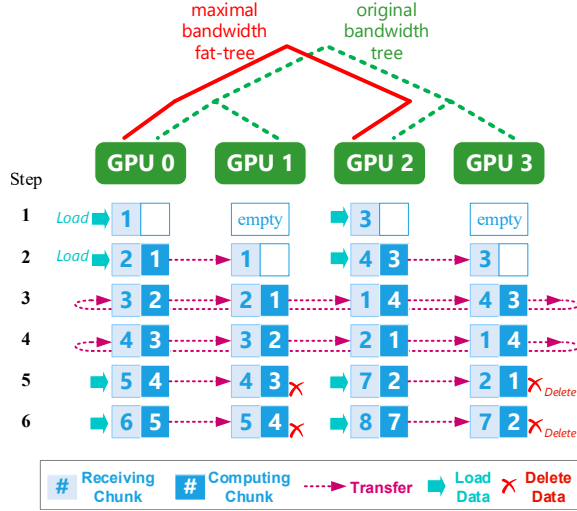 maximal bandwidth fat-tree
original bandwidth tree
GPU 0 GPU 1 GPU 2 GPU 3
Step
1 Load 1 empty 3 empty
2 Load 2 1 1 4 3 3
3 3 2 2 1 1 4 4 3
4 4 3 3 2 2 1 1 4
5 5 4 4 3 7 2 2 1 Delete
6 6 5 5 4 8 7 7 2 Delete
# Receiving Chunk # Computing Chunk Transfer Load Data Delete Data